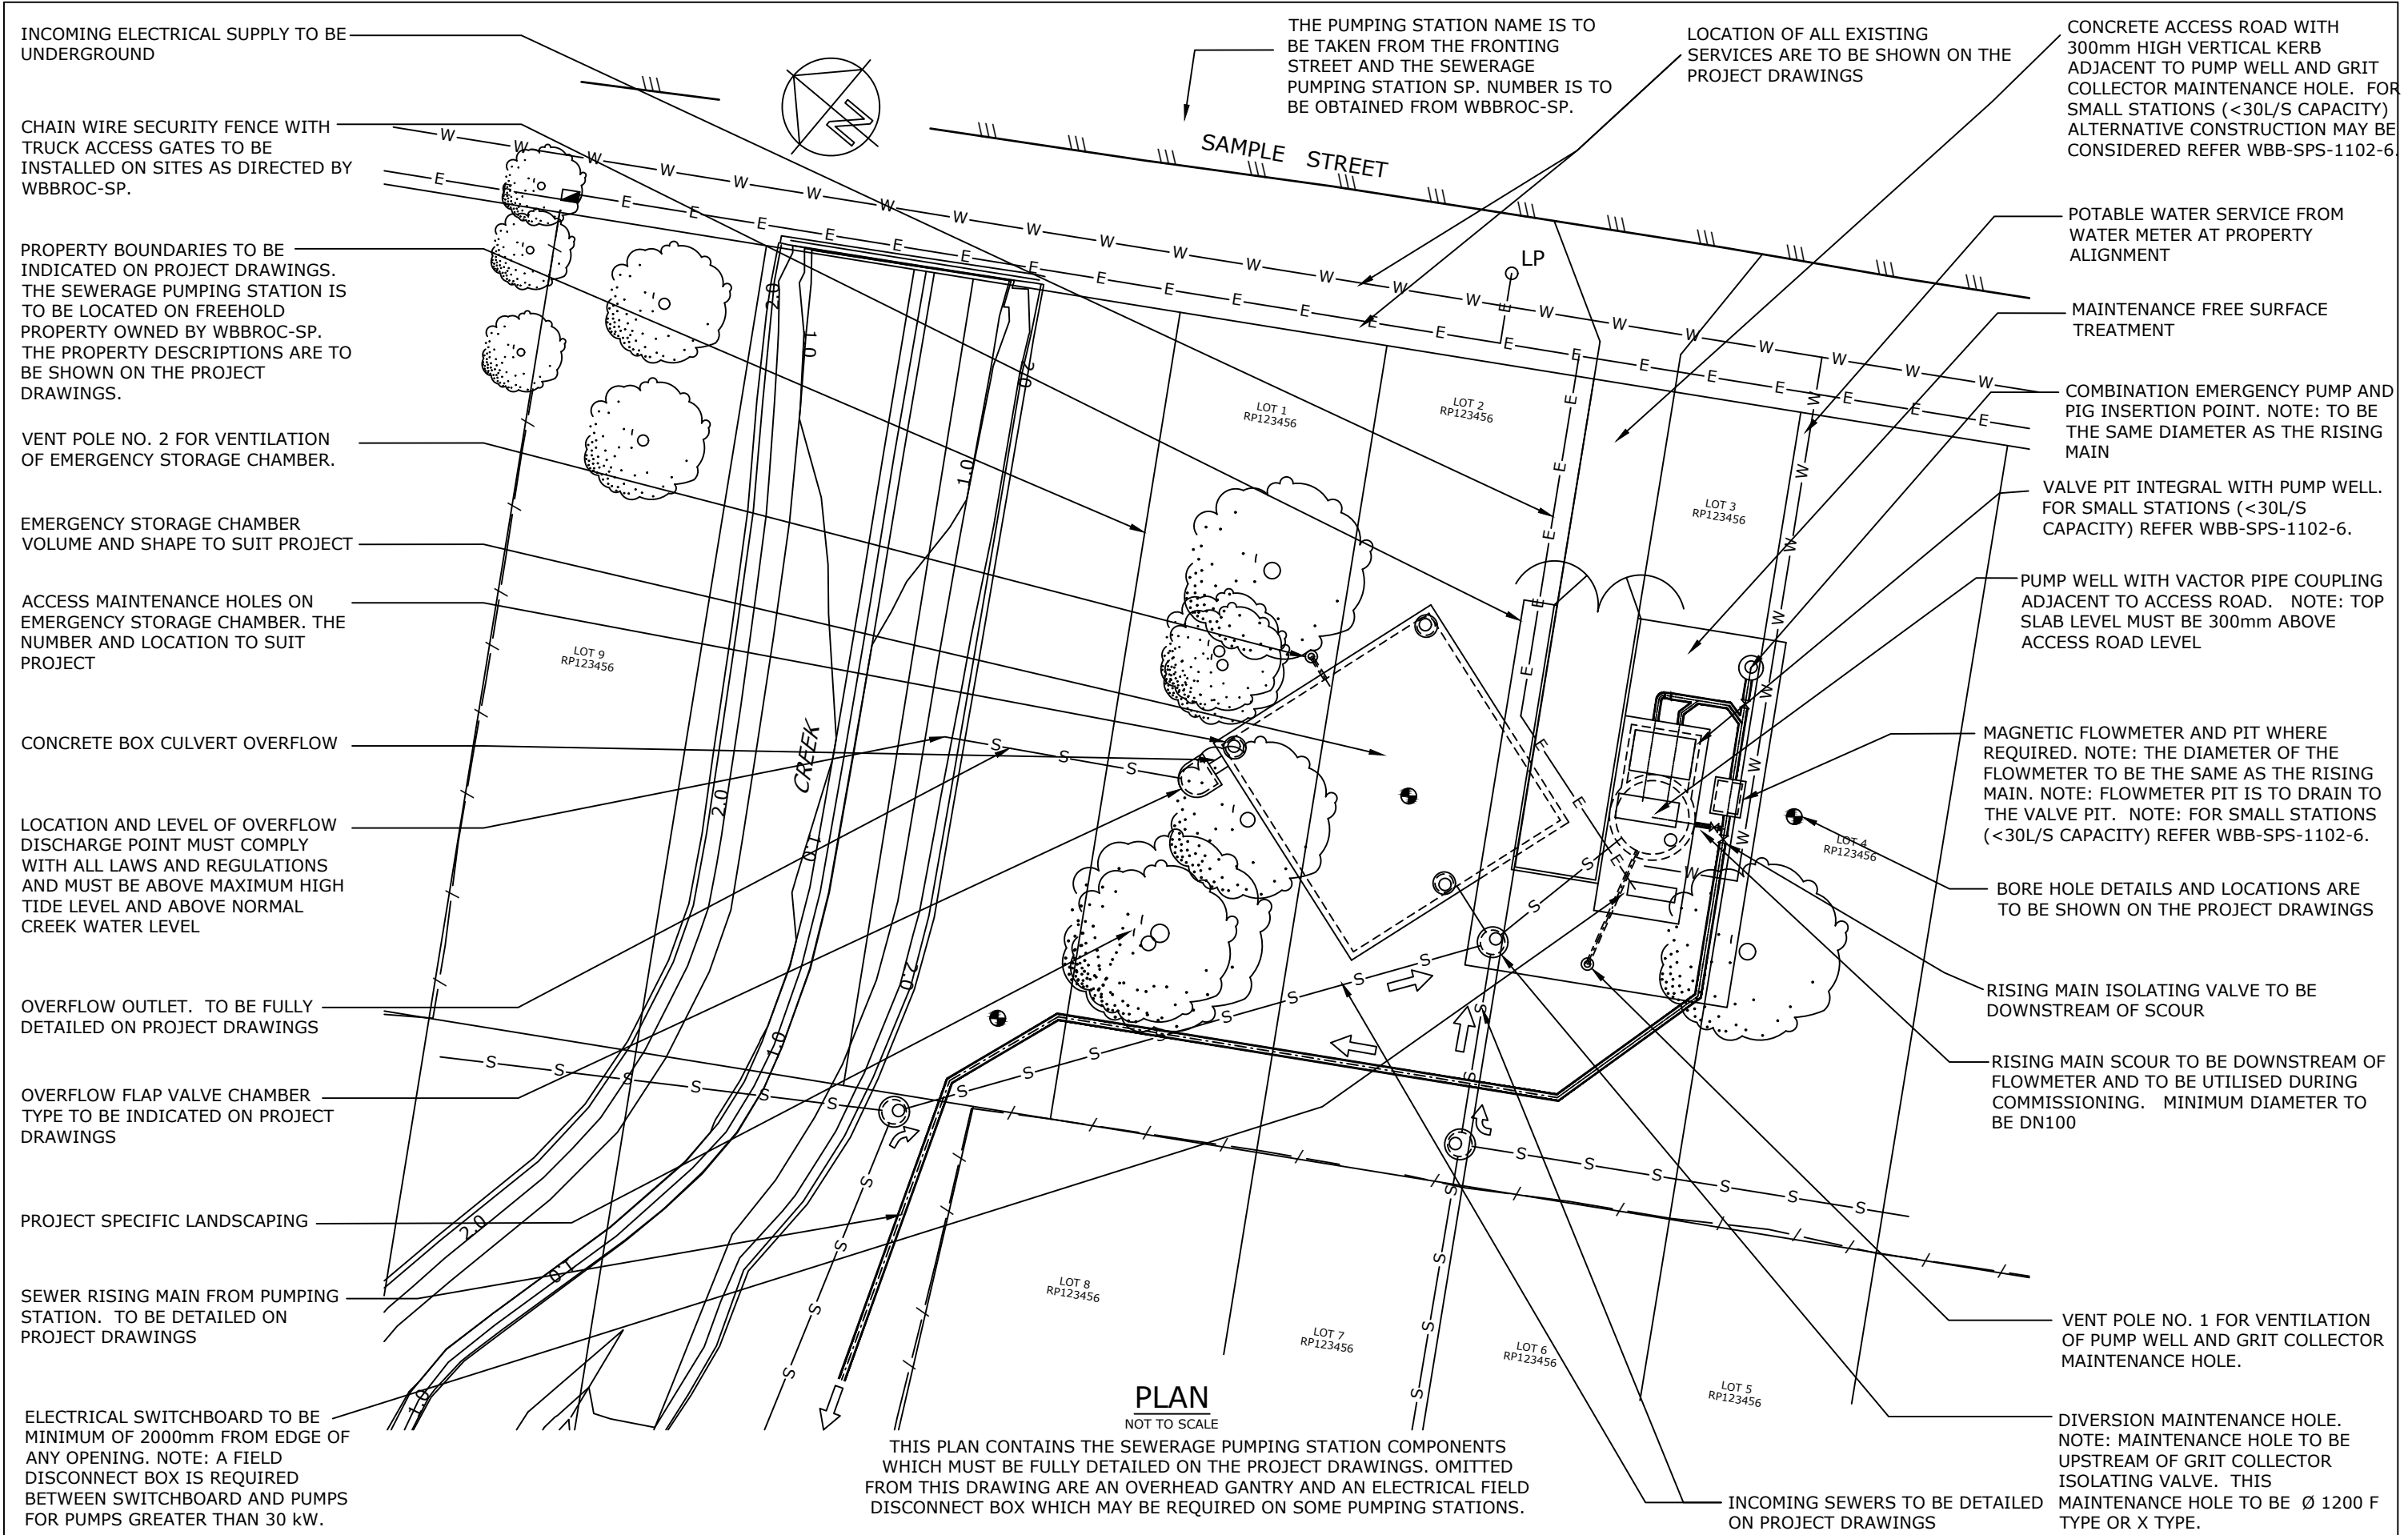 INCOMING ELECTRICAL SUPPLY TO BE
UNDERGROUND
CHAIN WIRE SECURITY FENCE WITH
TRUCK ACCESS GATES TO BE
INSTALLED ON SITES AS DIRECTED BY
WBBROC-SP.
PROPERTY BOUNDARIES TO BE
INDICATED ON PROJECT DRAWINGS.
THE SEWERAGE PUMPING STATION IS
TO BE LOCATED ON FREEHOLD
PROPERTY OWNED BY WBBROC-SP.
THE PROPERTY DESCRIPTIONS ARE TO
BE SHOWN ON THE PROJECT
DRAWINGS.
VENT POLE NO. 2 FOR VENTILATION
OF EMERGENCY STORAGE CHAMBER.
EMERGENCY STORAGE CHAMBER
VOLUME AND SHAPE TO SUIT PROJECT
ACCESS MAINTENANCE HOLES ON
EMERGENCY STORAGE CHAMBER. THE
NUMBER AND LOCATION TO SUIT
PROJECT
CONCRETE BOX CULVERT OVERFLOW
LOCATION AND LEVEL OF OVERFLOW
DISCHARGE POINT MUST COMPLY
WITH ALL LAWS AND REGULATIONS
AND MUST BE ABOVE MAXIMUM HIGH
TIDE LEVEL AND ABOVE NORMAL
CREEK WATER LEVEL
OVERFLOW OUTLET. TO BE FULLY
DETAILED ON PROJECT DRAWINGS
OVERFLOW FLAP VALVE CHAMBER
TYPE TO BE INDICATED ON PROJECT
DRAWINGS
PROJECT SPECIFIC LANDSCAPING
SEWER RISING MAIN FROM PUMPING
STATION. TO BE DETAILED ON
PROJECT DRAWINGS
ELECTRICAL SWITCHBOARD TO BE
MINIMUM OF 2000mm FROM EDGE OF
ANY OPENING. NOTE: A FIELD
DISCONNECT BOX IS REQUIRED
BETWEEN SWITCHBOARD AND PUMPS
FOR PUMPS GREATER THAN 30 kW.
THE PUMPING STATION NAME IS TO
BE TAKEN FROM THE FRONTING
STREET AND THE SEWERAGE
PUMPING STATION SP. NUMBER IS TO
BE OBTAINED FROM WBBROC-SP.
LOCATION OF ALL EXISTING
SERVICES ARE TO BE SHOWN ON THE
PROJECT DRAWINGS
N
SAMPLE STREET
LP
LOT 1
RP123456
LOT 2
RP123456
LOT 3
RP123456
LOT 4
RP123456
LOT 9
RP123456
CREEK
2.0
1.0
2.0
1.0
2.0
1.0
2.0
1.0
2.0
1.0
1.0
LOT 8
RP123456
LOT 7
RP123456
LOT 6
RP123456
LOT 5
RP123456
PLAN
NOT TO SCALE
THIS PLAN CONTAINS THE SEWERAGE PUMPING STATION COMPONENTS
WHICH MUST BE FULLY DETAILED ON THE PROJECT DRAWINGS. OMITTED
FROM THIS DRAWING ARE AN OVERHEAD GANTRY AND AN ELECTRICAL FIELD
DISCONNECT BOX WHICH MAY BE REQUIRED ON SOME PUMPING STATIONS.
CONCRETE ACCESS ROAD WITH
300mm HIGH VERTICAL KERB
ADJACENT TO PUMP WELL AND GRIT
COLLECTOR MAINTENANCE HOLE. FOR
SMALL STATIONS (<30L/S CAPACITY)
ALTERNATIVE CONSTRUCTION MAY BE
CONSIDERED REFER WBB-SPS-1102-6.
POTABLE WATER SERVICE FROM
WATER METER AT PROPERTY
ALIGNMENT
MAINTENANCE FREE SURFACE
TREATMENT
COMBINATION EMERGENCY PUMP AND
PIG INSERTION POINT. NOTE: TO BE
THE SAME DIAMETER AS THE RISING
MAIN
VALVE PIT INTEGRAL WITH PUMP WELL.
FOR SMALL STATIONS (<30L/S
CAPACITY) REFER WBB-SPS-1102-6.
PUMP WELL WITH VACTOR PIPE COUPLING
ADJACENT TO ACCESS ROAD. NOTE: TOP
SLAB LEVEL MUST BE 300mm ABOVE
ACCESS ROAD LEVEL
MAGNETIC FLOWMETER AND PIT WHERE
REQUIRED. NOTE: THE DIAMETER OF THE
FLOWMETER TO BE THE SAME AS THE RISING
MAIN. NOTE: FLOWMETER PIT IS TO DRAIN TO
THE VALVE PIT. NOTE: FOR SMALL STATIONS
(<30L/S CAPACITY) REFER WBB-SPS-1102-6.
BORE HOLE DETAILS AND LOCATIONS ARE
TO BE SHOWN ON THE PROJECT DRAWINGS
RISING MAIN ISOLATING VALVE TO BE
DOWNSTREAM OF SCOUR
RISING MAIN SCOUR TO BE DOWNSTREAM OF
FLOWMETER AND TO BE UTILISED DURING
COMMISSIONING. MINIMUM DIAMETER TO
BE DN100
VENT POLE NO. 1 FOR VENTILATION
OF PUMP WELL AND GRIT COLLECTOR
MAINTENANCE HOLE.
DIVERSION MAINTENANCE HOLE.
NOTE: MAINTENANCE HOLE TO BE
UPSTREAM OF GRIT COLLECTOR
ISOLATING VALVE. THIS
MAINTENANCE HOLE TO BE Ø 1200 F
TYPE OR X TYPE.
INCOMING SEWERS TO BE DETAILED
ON PROJECT DRAWINGS